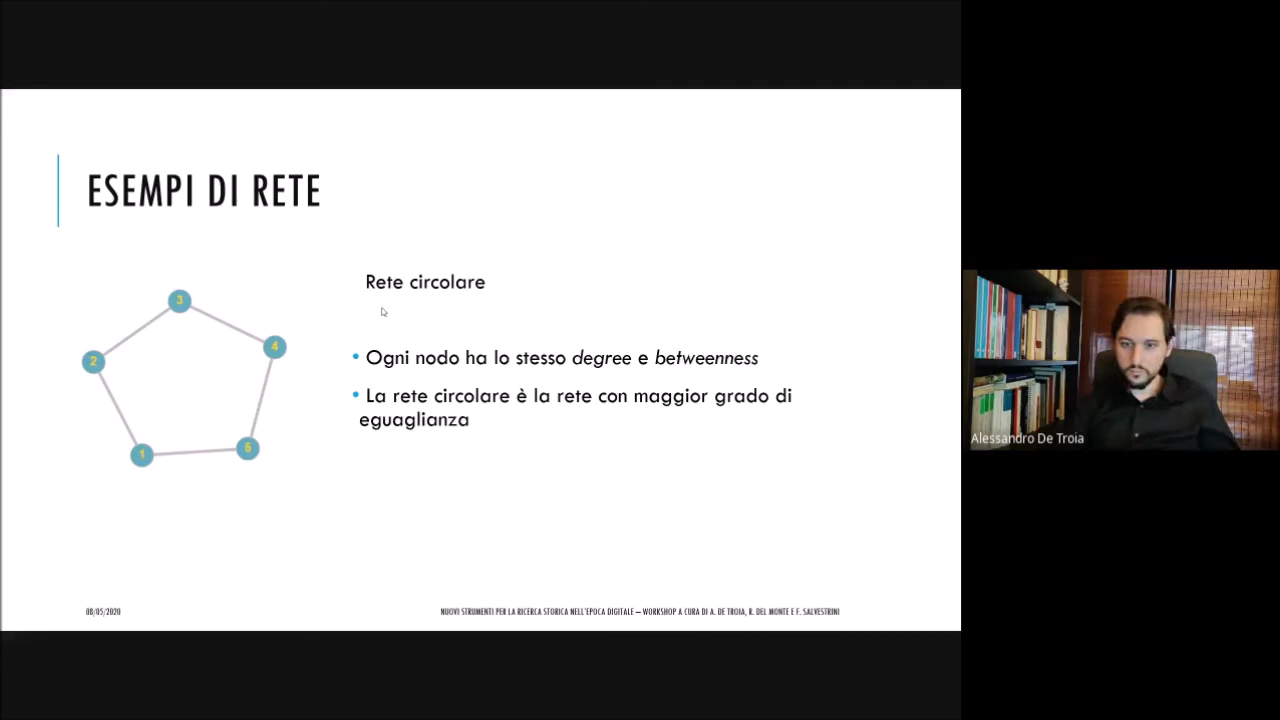 ESEMPI DI RETE
3
4
2
1
5
Rete circolare
• Ogni nodo ha lo stesso degree e betweenness
• La rete circolare è la rete con maggior grado di
eguaglianza
Alessandro De Troia
08/05/2020
NUOVI STRUMENTI PER LA RICERCA STORICA NELL'EPOCA DIGITALE – WORKSHOP A CURA DI A. DE TROIA, R. DEL MONTE E F. SALVESTRINI